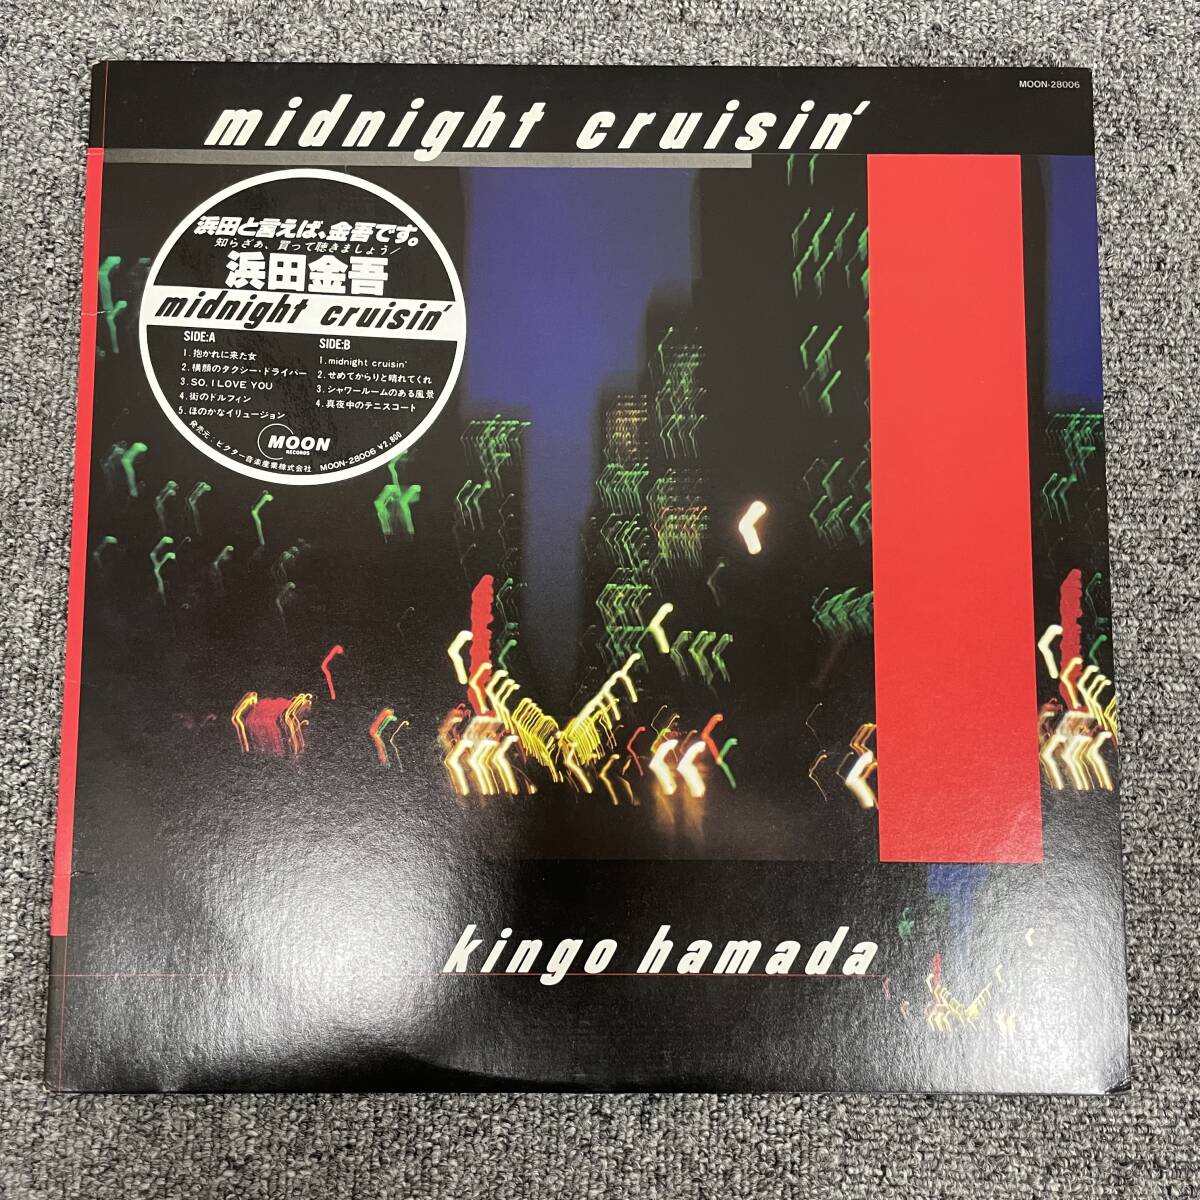 MOON-28006
midnight cruisin'
浜田と言えば、金吾です。
知らざぁ、買って聴きましょう/
浜田金吾
midnight cruisin'
SIDE:A
1.抱かれに来た女
2.横顔のタクシー・ドライバー
3.SO, I LOVE YOU
4.街のドルフィン
5.ほのかなイリュージョン
SIDE:B
1.midnight cruisin'
2.せめてからりと晴れてくれ
3.シャワールームのある風景
4.真夜中のテニスコート
MOON
RECORDS
発売元:ビクター音楽産業株式会社 MOON-28006 ¥2,800
kingo hamada